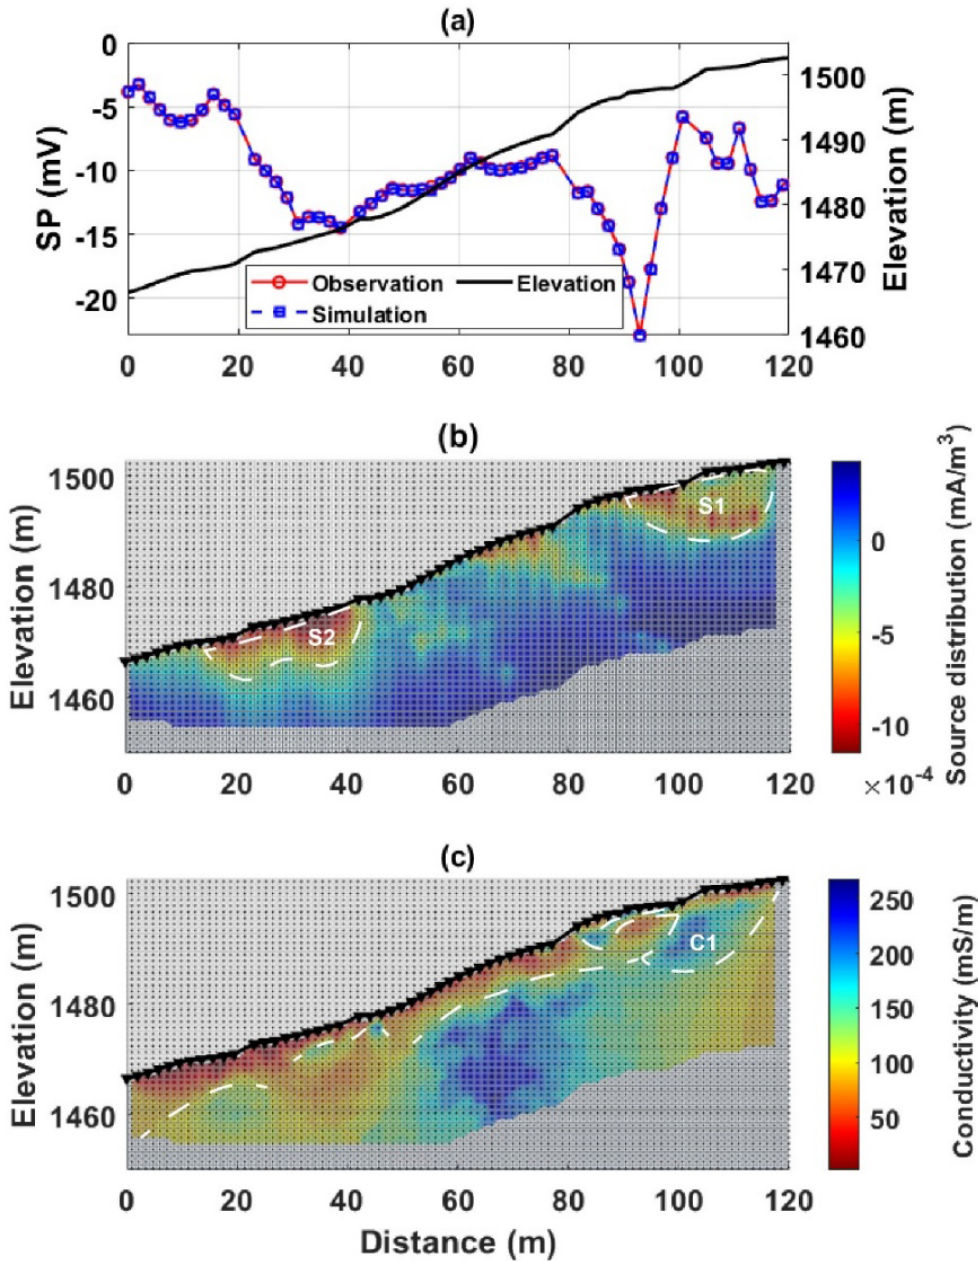 (a)
0
-5
-10
-15
-20
SP (mV)
1500
1490
1480
1470
1460
Elevation (m)
Observation
Elevation
Simulation
0 20 40 60 80 100 120
(b)
1500
1480
1460
Elevation (m)
S1
S2
0 20 40 60 80 100 120
0
-5
-10
×10⁻⁴
Source distribution (mA/m³)
(c)
1500
1480
1460
Elevation (m)
C1
0 20 40 60 80 100 120
Distance (m)
250
200
150
100
50
Conductivity (mS/m)